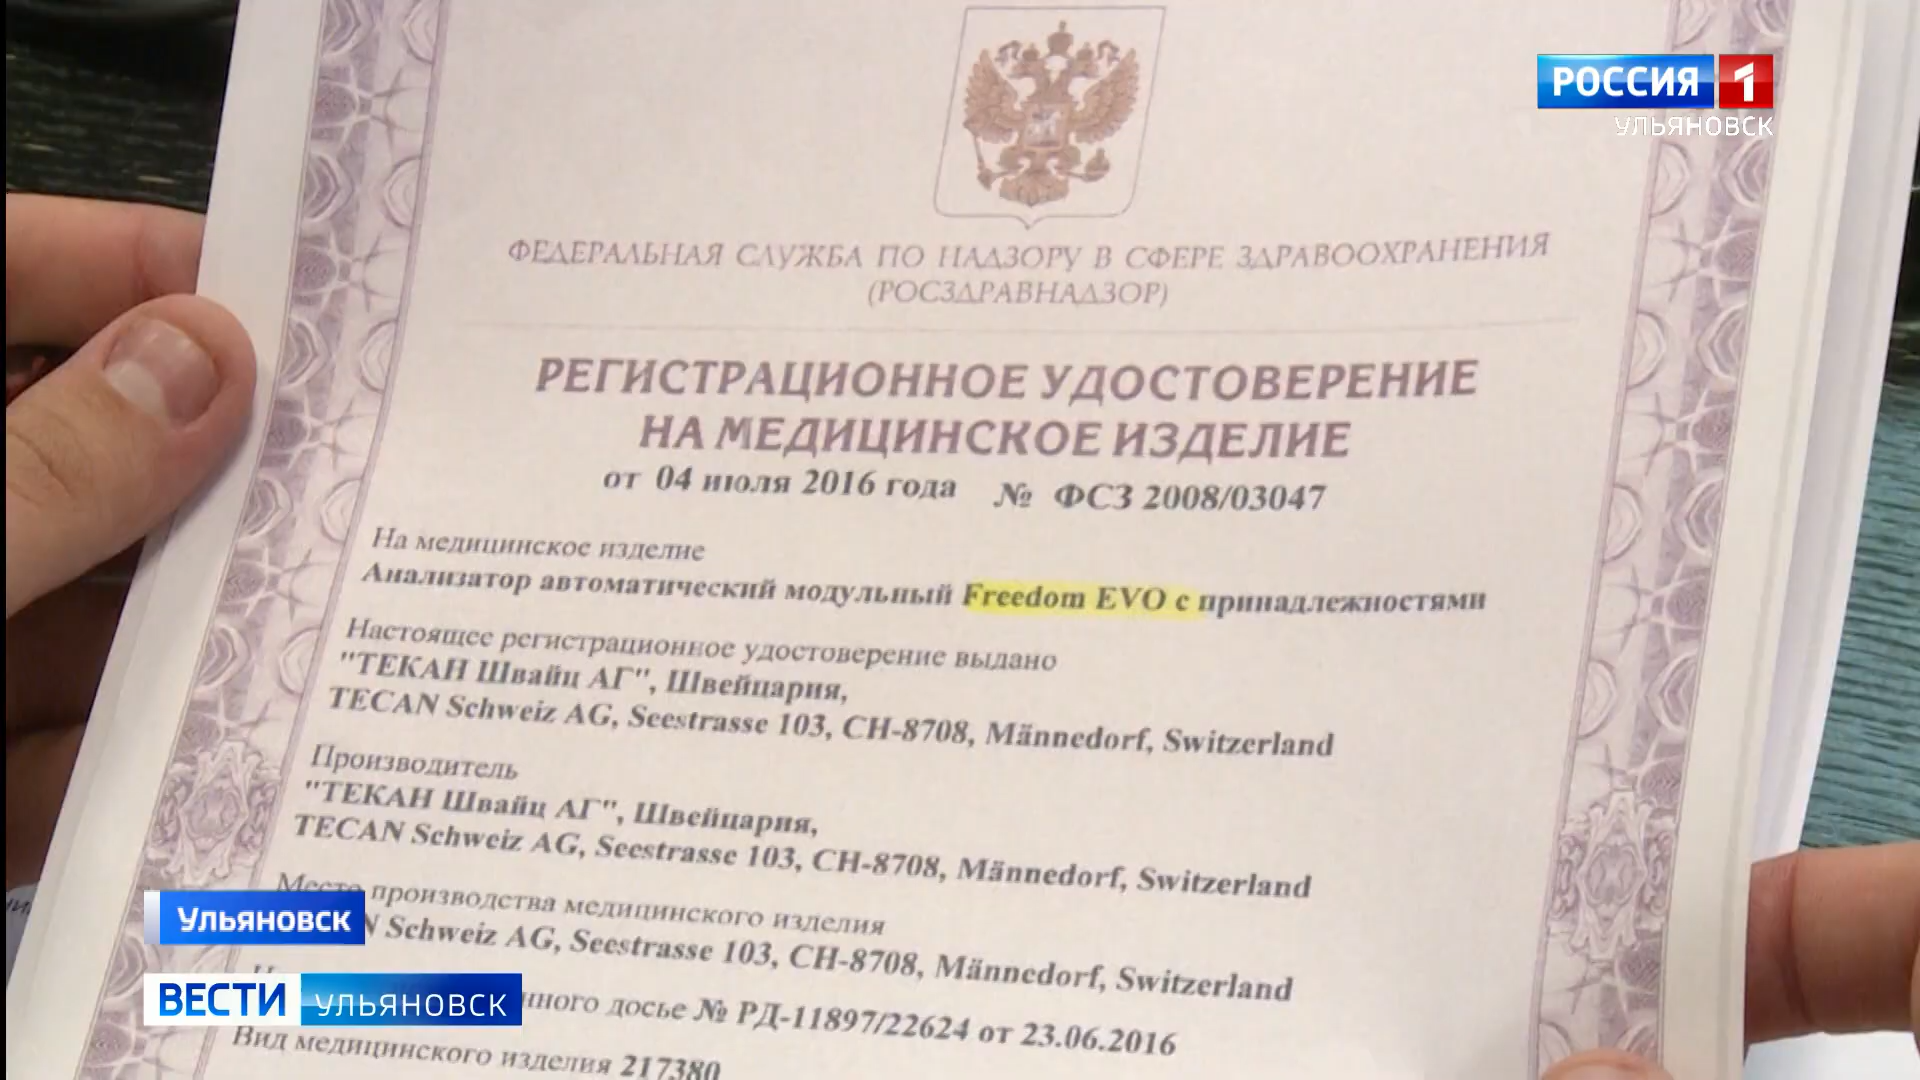 РОССИЯ 1
УЛЬЯНОВСК
ФЕДЕРАЛЬНАЯ СЛУЖБА ПО НАДЗОРУ В СФЕРЕ ЗДРАВООХРАНЕНИЯ
(РОСЗДРАВНАДЗОР)
РЕГИСТРАЦИОННОЕ УДОСТОВЕРЕНИЕ
НА МЕДИЦИНСКОЕ ИЗДЕЛИЕ
от 04 июля 2016 года № ФСЗ 2008/03047
На медицинское изделие
Анализатор автоматический модульный Freedom EVO с принадлежностями
Настоящее регистрационное удостоверение выдано
"ТЕКАН Швайц АГ", Швейцария,
TECAN Schweiz AG, Seestrasse 103, CH-8708, Männedorf, Switzerland
Производитель
"ТЕКАН Швайц АГ", Швейцария,
TECAN Schweiz AG, Seestrasse 103, CH-8708, Männedorf, Switzerland
Место производства медицинского изделия
Schweiz AG, Seestrasse 103, CH-8708, Männedorf, Switzerland
досье № РД-11897/22624 от 23.06.2016
Вид медицинского изделия 217380
Ульяновск
ВЕСТИ УЛЬЯНОВСК